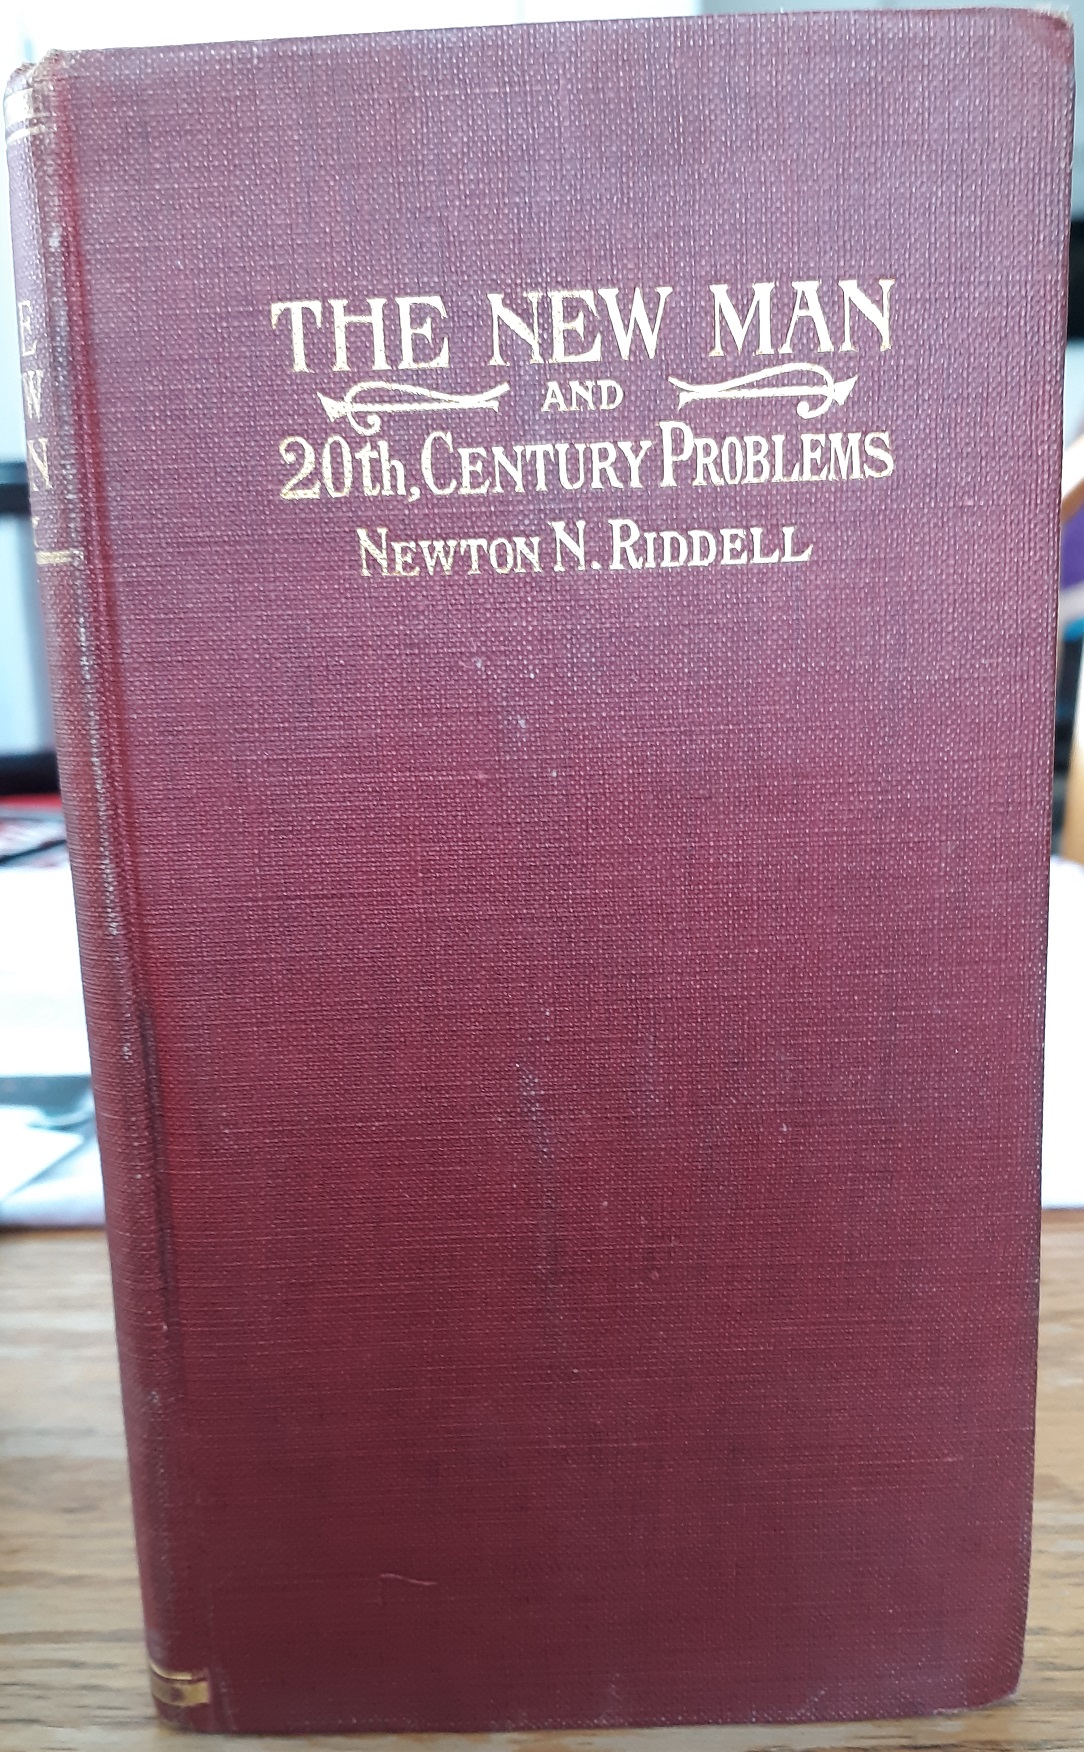 THE NEW MAN
AND
20th, CENTURY PROBLEMS
NEWTON N. RIDDELL